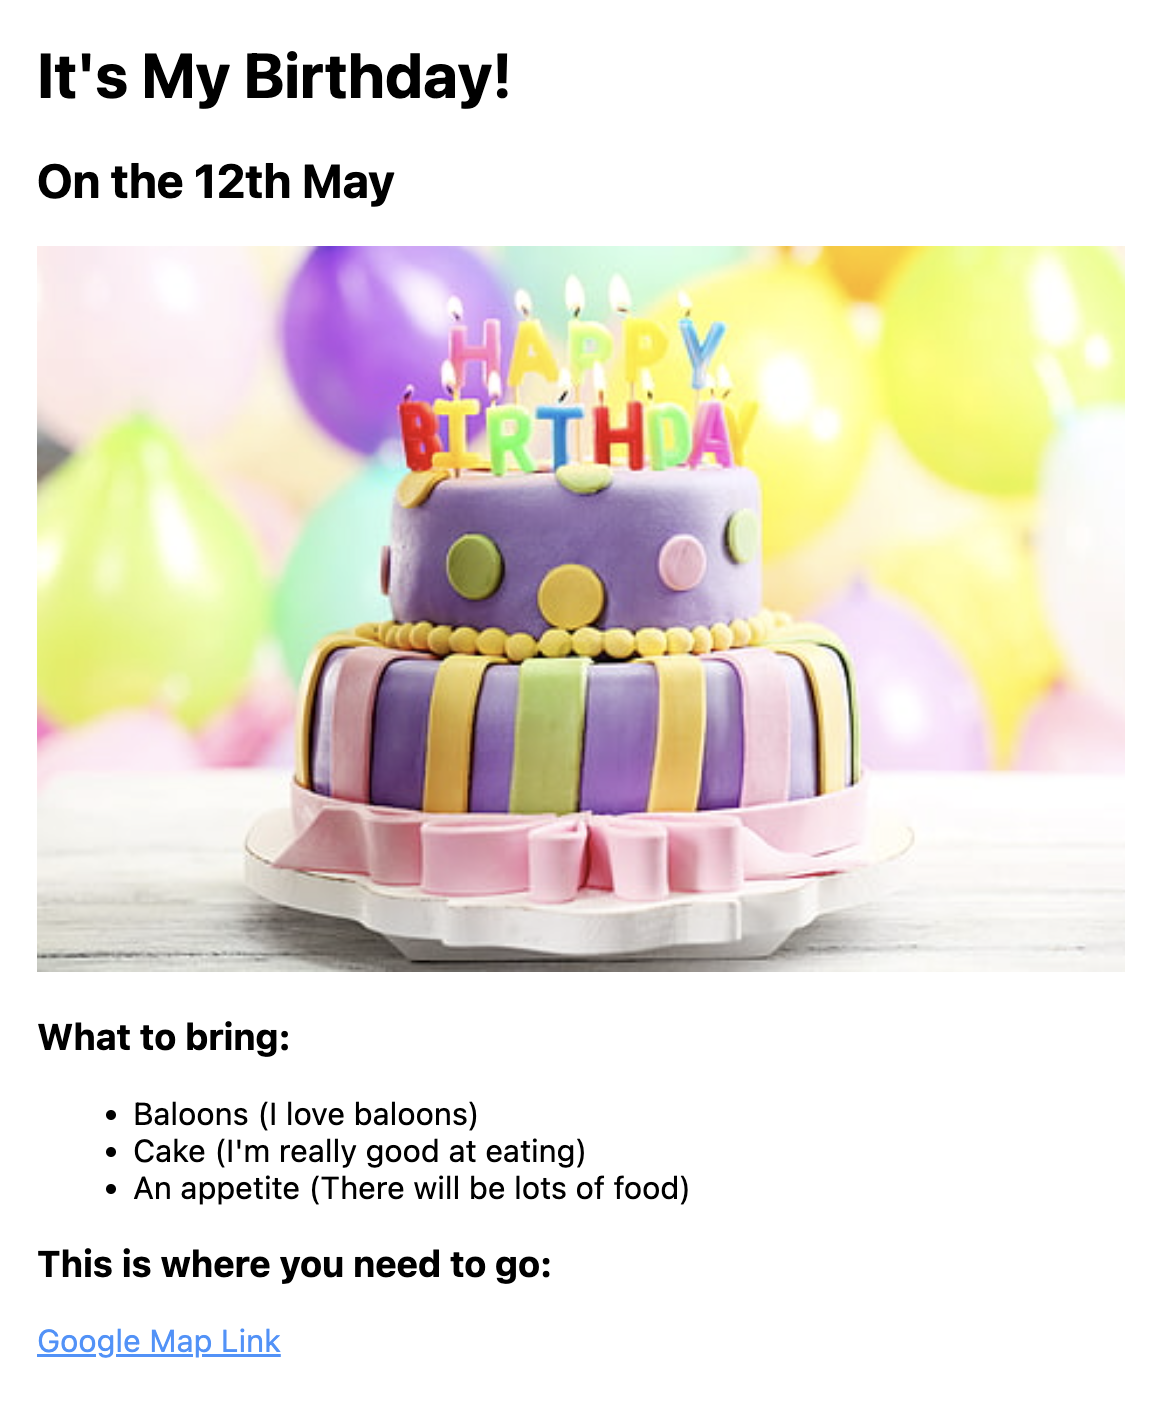 It's My Birthday!
On the 12th May
HAPPY
BIRTHDAY
What to bring:
Baloons (I love baloons)
Cake (I'm really good at eating)
An appetite (There will be lots of food)
This is where you need to go:
Google Map Link